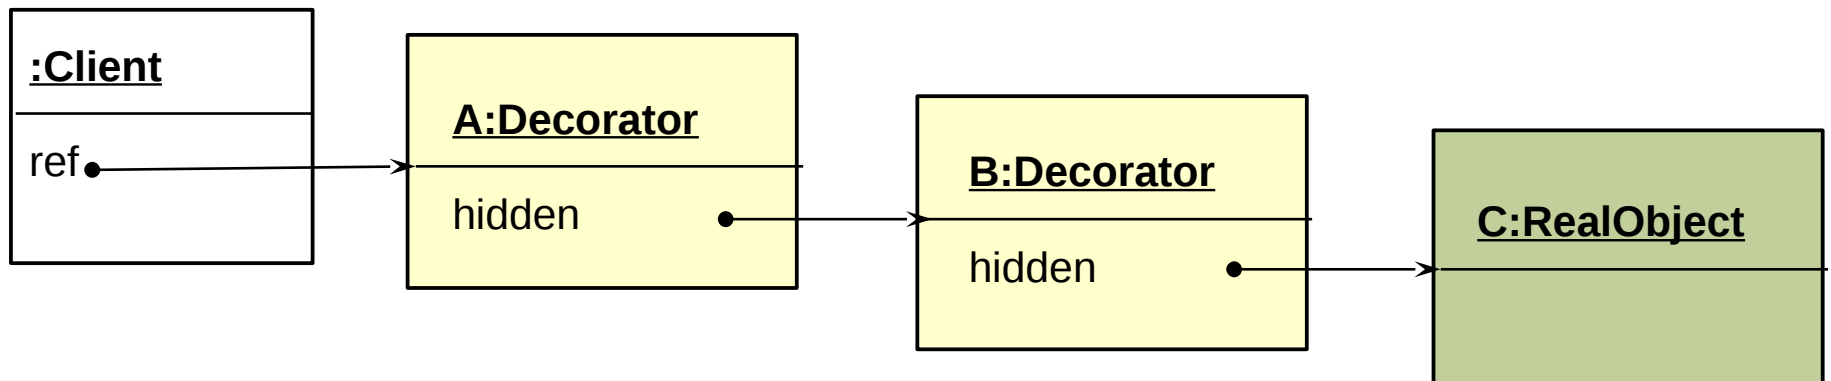 :Client
ref
A:Decorator
hidden
B:Decorator
hidden
C:RealObject